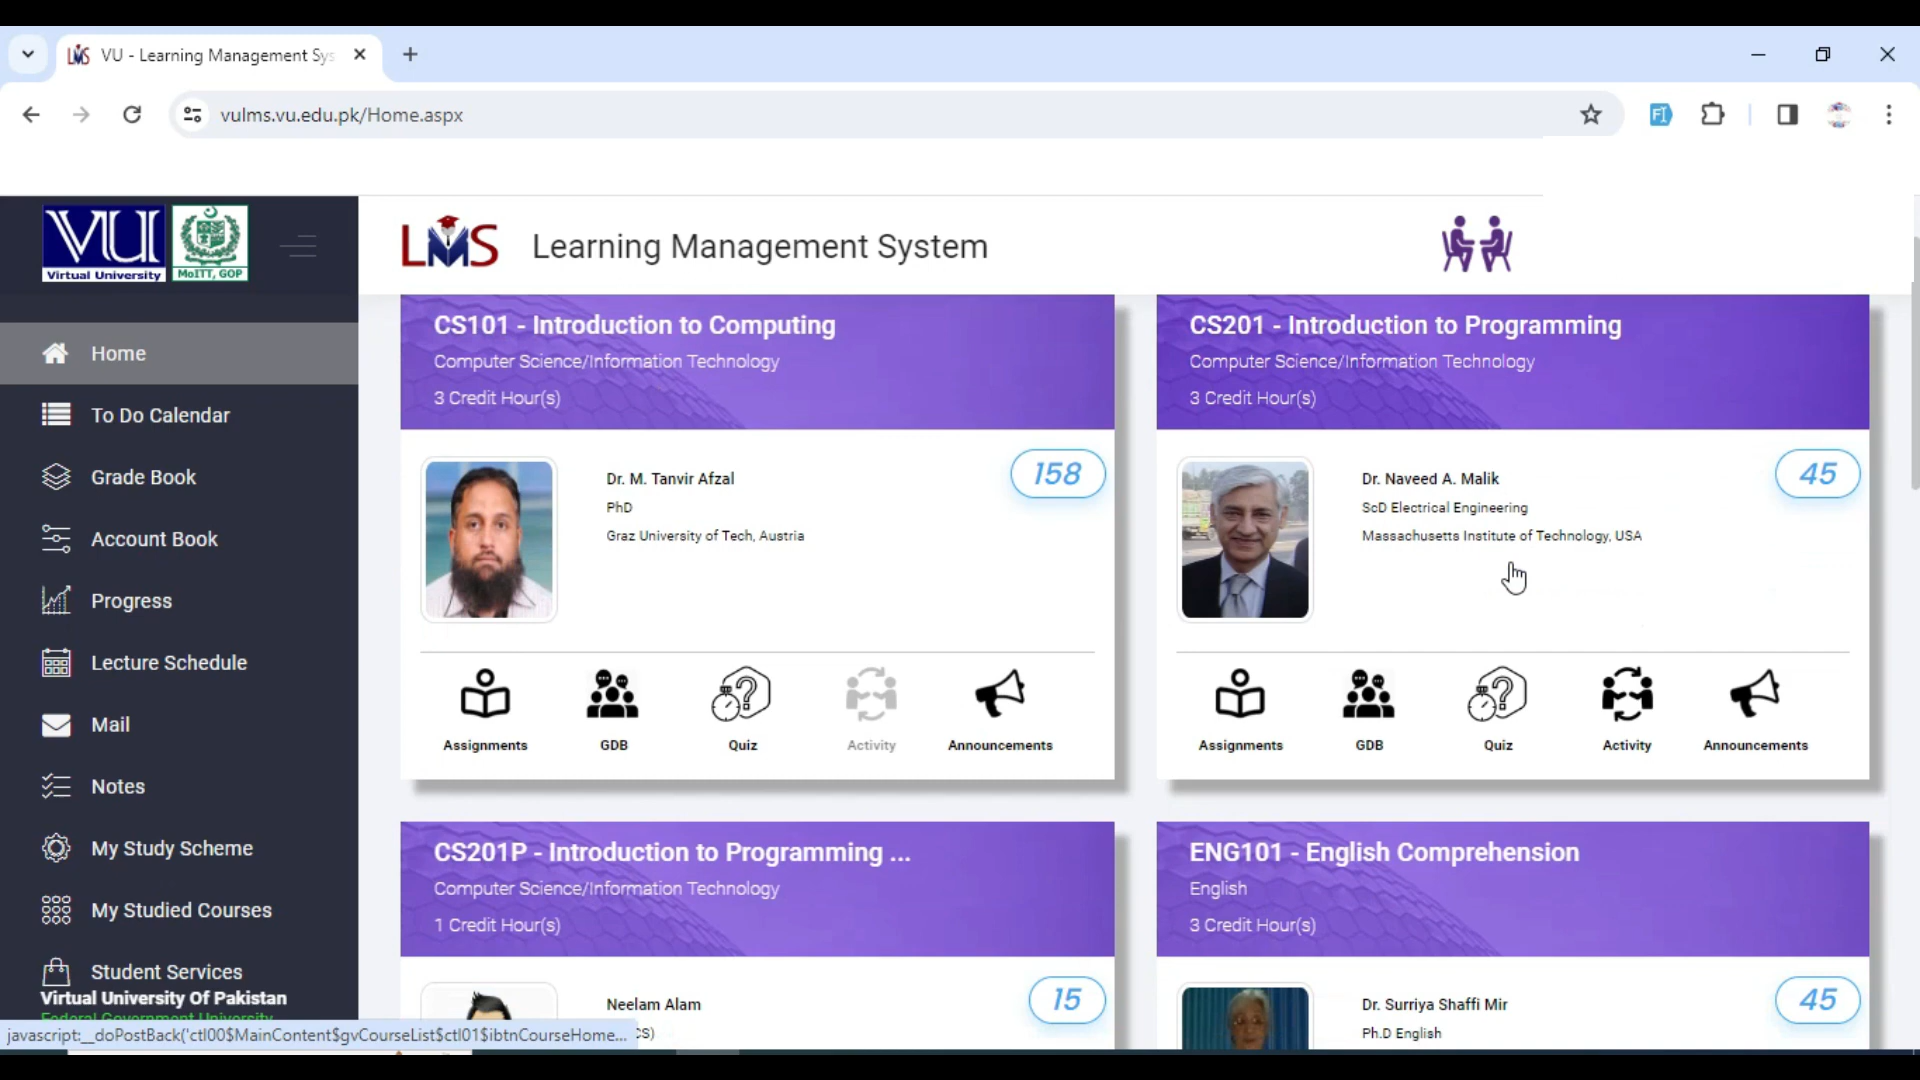 VU - Learning Management Sys
vulms.vu.edu.pk/Home.aspx
VU
Virtual University
MoITT, GOP
LMS
Learning Management System
Home
To Do Calendar
Grade Book
Account Book
Progress
Lecture Schedule
Mail
Notes
My Study Scheme
My Studied Courses
Student Services
Virtual University Of Pakistan
Federal Government University
javascript:__doPostBack('ctl00$MainContent$gvCourseList$ctl01$ibtnCourseHome...
CS101 - Introduction to Computing
Computer Science/Information Technology
3 Credit Hour(s)
Dr. M. Tanvir Afzal
PhD
Graz University of Tech, Austria
158
Assignments
GDB
Quiz
Activity
Announcements
CS201 - Introduction to Programming
Computer Science/Information Technology
3 Credit Hour(s)
Dr. Naveed A. Malik
ScD Electrical Engineering
Massachusetts Institute of Technology, USA
45
Assignments
GDB
Quiz
Activity
Announcements
CS201P - Introduction to Programming ...
Computer Science/Information Technology
1 Credit Hour(s)
Neelam Alam
CS)
15
ENG101 - English Comprehension
English
3 Credit Hour(s)
Dr. Surriya Shaffi Mir
Ph.D English
45